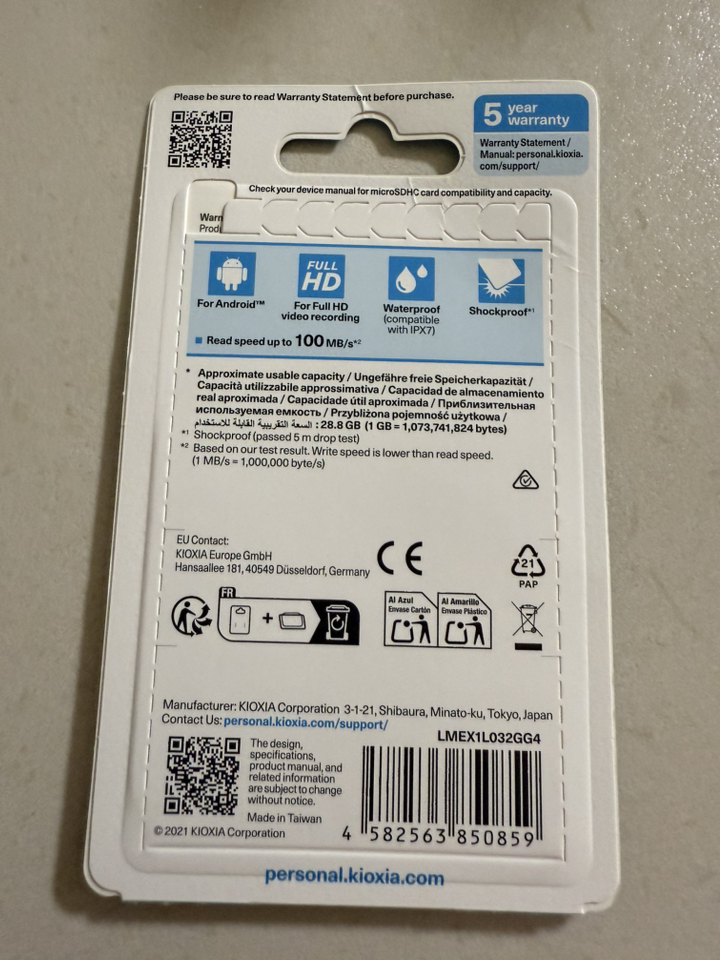 Please be sure to read Warranty Statement before purchase.
5 year
warranty
Warranty Statement /
Manual: personal.kioxia.
com/support/
Check your device manual for microSDHC card compatibility and capacity.
FULL
HD
For Android™
For Full HD
video recording
Waterproof
(compatible
with IPX7)
Shockproof*1
■ Read speed up to 100 MB/s*2
* Approximate usable capacity / Ungefähre freie Speicherkapazität /
Capacità utilizzabile approssimativa / Capacidad de almacenamiento
real aproximada / Capacidade útil aproximada / Приблизительная
используемая емкость / Przybliżona pojemność użytkowa /
السعة التقريبية القابلة للاستخدام : 28.8 GB (1 GB = 1,073,741,824 bytes)
*1 Shockproof (passed 5 m drop test)
*2 Based on our test result. Write speed is lower than read speed.
(1 MB/s = 1,000,000 byte/s)
EU Contact:
KIOXIA Europe GmbH
Hansaallee 181, 40549 Düsseldorf, Germany
CE
21
PAP
FR
+
Al Azul
Envase Cartón
Al Amarillo
Envase Plástico
Manufacturer: KIOXIA Corporation 3-1-21, Shibaura, Minato-ku, Tokyo, Japan
Contact Us: personal.kioxia.com/support/
LMEX1L032GG4
The design,
specifications,
product manual, and
related information
are subject to change
without notice.
Made in Taiwan
© 2021 KIOXIA Corporation
4 582563 850859
personal.kioxia.com